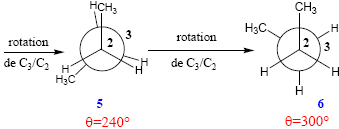 rotation
de C3/C2
HCH3
2 3
H
H
H3C
H
5
θ=240°
rotation
de C3/C2
CH3
H3C
H
2 3
H
H
H
6
θ=300°